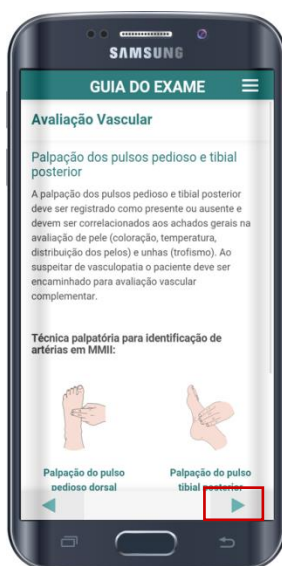 SAMSUNG
GUIA DO EXAME
Avaliação Vascular
Palpação dos pulsos pedioso e tibial
posterior
A palpação dos pulsos pedioso e tibial posterior
deve ser registrado como presente ou ausente e
devem ser correlacionados aos achados gerais na
avaliação de pele (coloração, temperatura,
distribuição dos pelos) e unhas (trofismo). Ao
suspeitar de vasculopatia o paciente deve ser
encaminhado para avaliação vascular
complementar.
Técnica palpatória para identificação de
artérias em MMII:
Palpação do pulso
pedioso dorsal
Palpação do pulso
tibial posterior